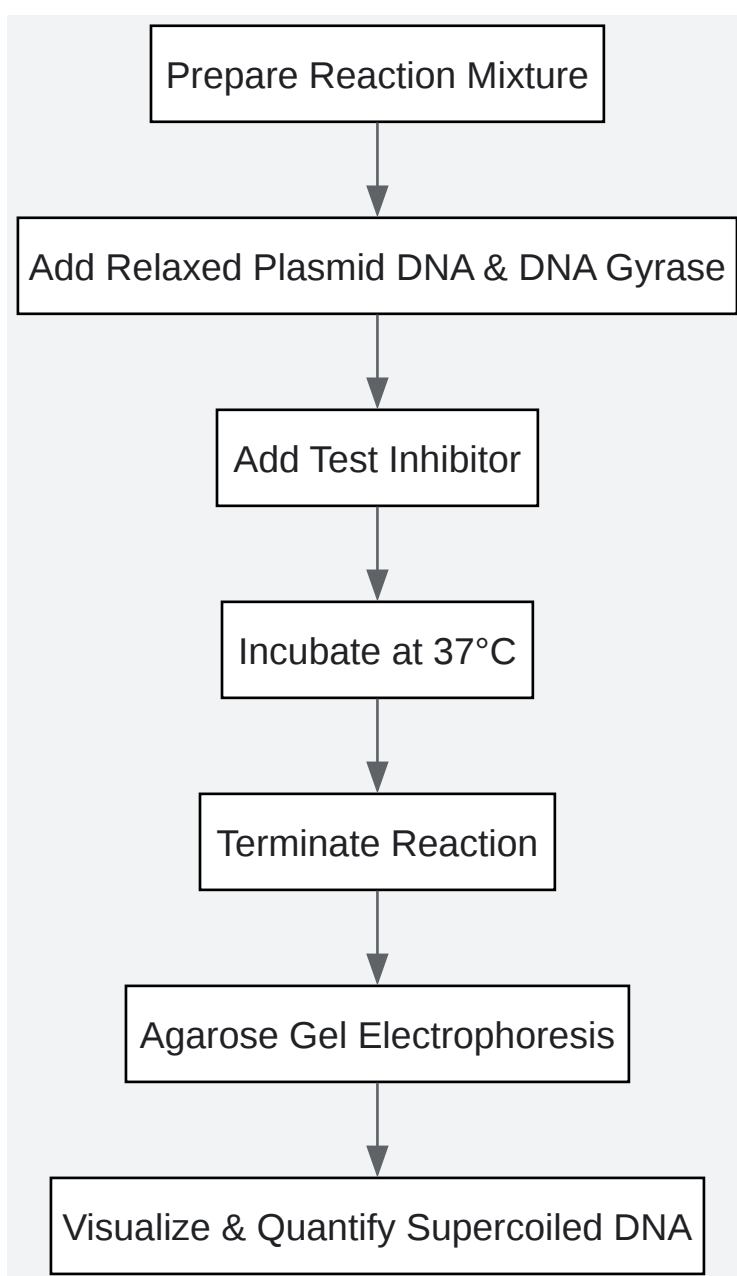 Prepare Reaction Mixture
Add Relaxed Plasmid DNA & DNA Gyrase
Add Test Inhibitor
Incubate at 37°C
Terminate Reaction
Agarose Gel Electrophoresis
Visualize & Quantify Supercoiled DNA